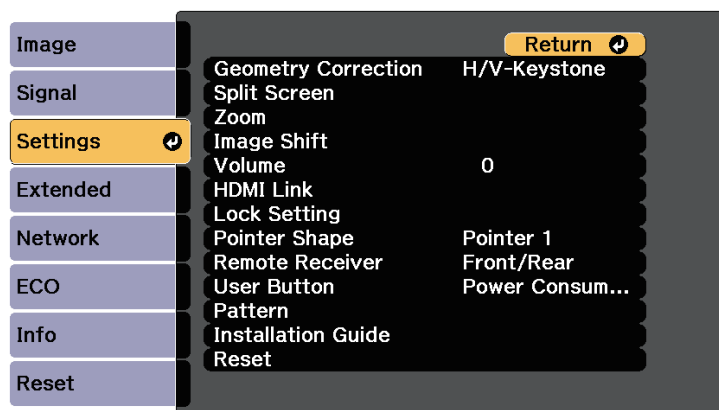 Image
Signal
Settings
Extended
Network
ECO
Info
Reset
Return
Geometry Correction H/V-Keystone
Split Screen
Zoom
Image Shift
Volume 0
HDMI Link
Lock Setting
Pointer Shape Pointer 1
Remote Receiver Front/Rear
User Button Power Consum...
Pattern
Installation Guide
Reset